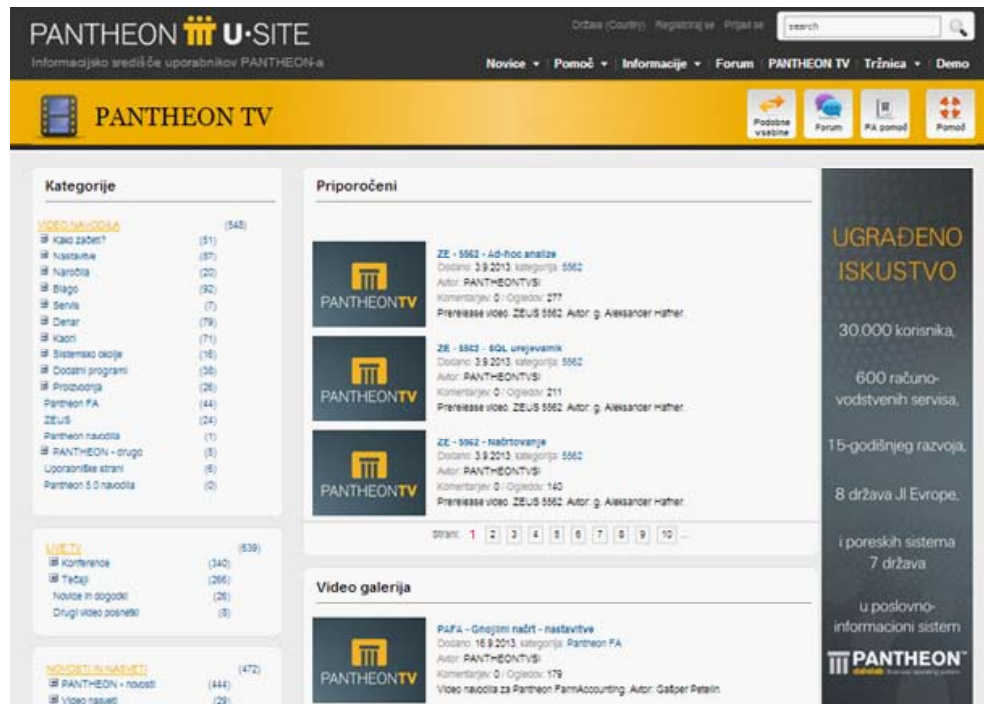 PANTHEON U·SITE
Informacijsko središče uporabnikov PANTHEON-a
Država (Country) Registriraj se Prijavi se
search
Novice Pomoč Informacije Forum PANTHEON TV Tržnica Demo
PANTHEON TV
Podobne vsebine
Forum
PA pomoč
Pomoč
Kategorije
VIDEO NAVODILA (548)
Kako začeti? (51)
Nastavitve (57)
Naročila (20)
Blago (92)
Servis (7)
Denar (79)
Kadri (71)
Sistemsko okolje (16)
Dodatni programi (38)
Proizvodnja (26)
Pantheon FA (44)
ZEUS (24)
Pantheon navodila (1)
PANTHEON - drugo (5)
Uporabniške strani (6)
Pantheon 5.0 navodila (0)
LIVE TV (639)
Konference (340)
Tečaji (266)
Novice in dogodki (26)
Drugi video posnetki (8)
NOVOSTI IN NASVETI (472)
PANTHEON - novosti (444)
Video nasveti (29)
Priporočeni
PANTHEONTV
ZE - 5562 - Ad-hoc analize
Dodano: 3.9.2013, kategorija: 5562
Avtor: PANTHEONTVSI
Komentarjev: 0 / Ogledov: 277
Prerelease video. ZEUS 5562. Avtor: g. Aleksander Hafner.
PANTHEONTV
ZE - 5562 - SQL urejevalnik
Dodano: 3.9.2013, kategorija: 5562
Avtor: PANTHEONTVSI
Komentarjev: 0 / Ogledov: 211
Prerelease video. ZEUS 5562. Avtor: g. Aleksander Hafner.
PANTHEONTV
ZE - 5562 - Načrtovanje
Dodano: 3.9.2013, kategorija: 5562
Avtor: PANTHEONTVSI
Komentarjev: 0 / Ogledov: 140
Prerelease video. ZEUS 5562. Avtor: g. Aleksander Hafner.
Strani: 1 2 3 4 5 6 7 8 9 10 ...
Video galerija
PANTHEONTV
PAFA - Gnojilni načrt - nastavitve
Dodano: 16.9.2013, kategorija: Pantheon FA
Avtor: PANTHEONTVSI
Komentarjev: 0 / Ogledov: 179
Video navodila za Pantheon FarmAccounting. Avtor: Gašper Petelin.
UGRAĐENO
ISKUSTVO
30.000 korisnika,
600 računo-
vodstvenih servisa,
15-godišnjeg razvoja,
8 država JI Evrope,
i poreskih sistema
7 država
u poslovno-
informacioni sistem
PANTHEON™
datalab